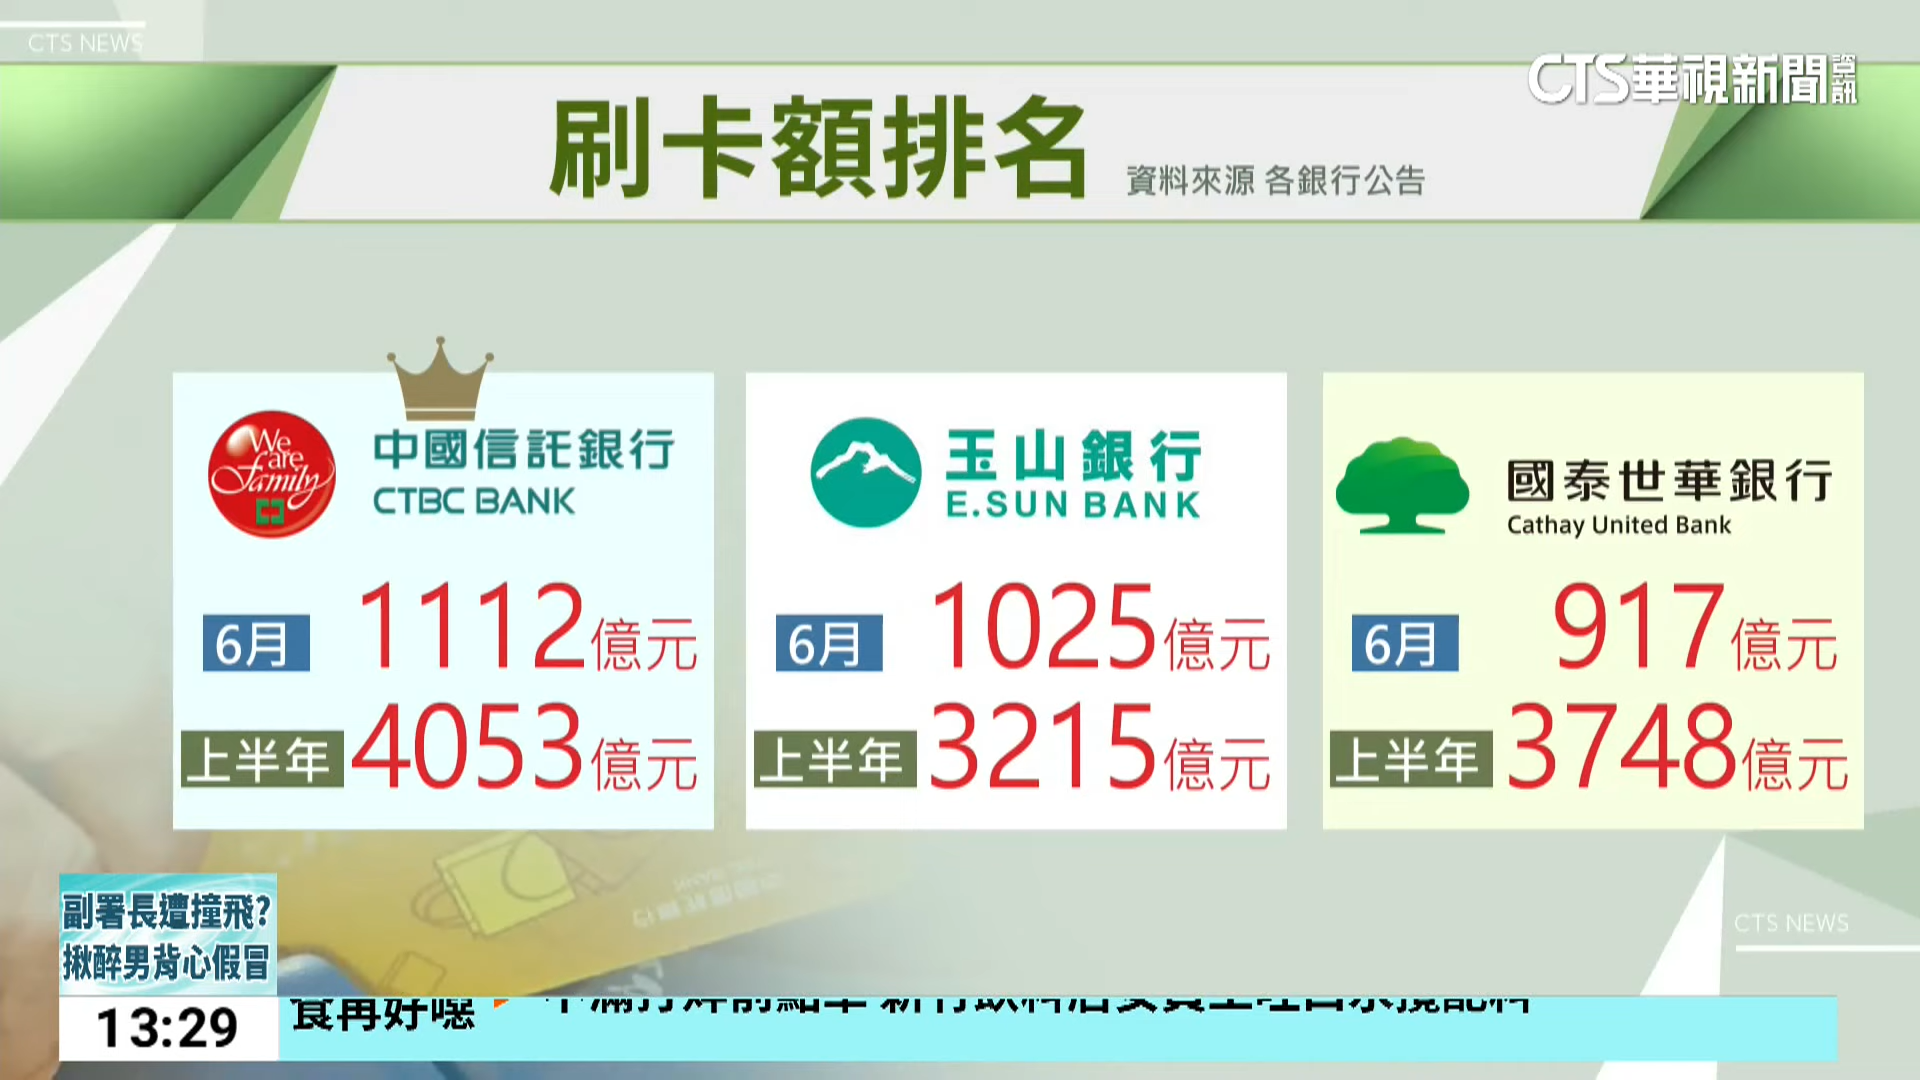 CTS NEWS
CTS華視新聞資訊
刷卡額排名 資料來源 各銀行公告
We are Family
中國信託銀行
CTBC BANK
6月 1112億元
上半年 4053億元
玉山銀行
E.SUN BANK
6月 1025億元
上半年 3215億元
國泰世華銀行
Cathay United Bank
6月 917億元
上半年 3748億元
CTS NEWS
副署長遭撞飛?
揪醉男背心假冒
13:29